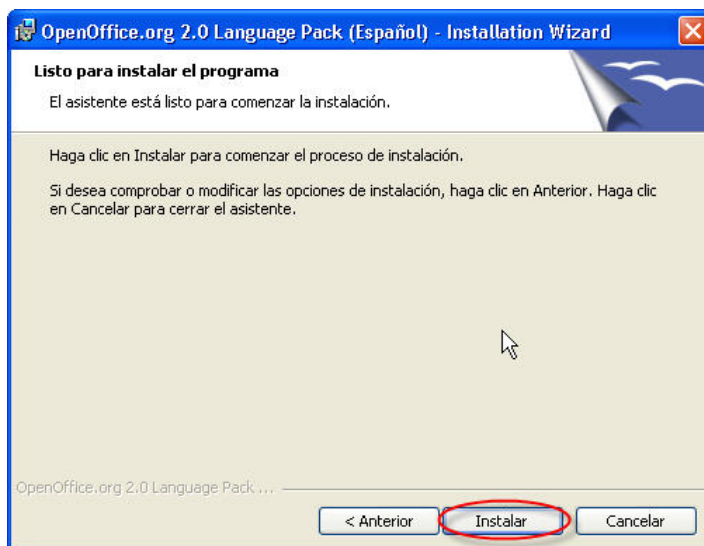 OpenOffice.org 2.0 Language Pack (Español) - Installation Wizard
Listo para instalar el programa
El asistente está listo para comenzar la instalación.
Haga clic en Instalar para comenzar el proceso de instalación.
Si desea comprobar o modificar las opciones de instalación, haga clic en Anterior. Haga clic
en Cancelar para cerrar el asistente.
OpenOffice.org 2.0 Language Pack ...
< Anterior
Instalar
Cancelar